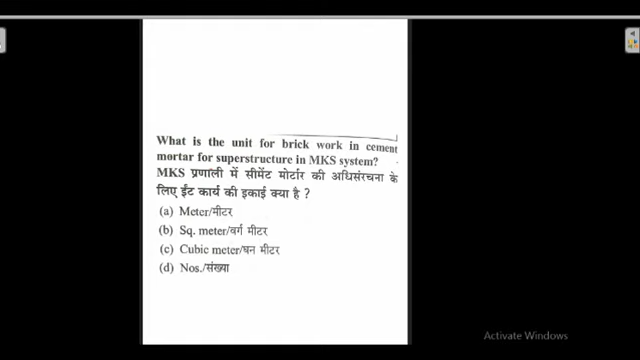 What is the unit for brick work in cement
mortar for superstructure in MKS system?
MKS प्रणाली में सीमेंट मोर्टार की अधिसंरचना के
लिए ईंट कार्य की इकाई क्या है ?
(a) Meter/मीटर
(b) Sq. meter/वर्ग मीटर
(c) Cubic meter/घन मीटर
(d) Nos./संख्या
Activate Windows